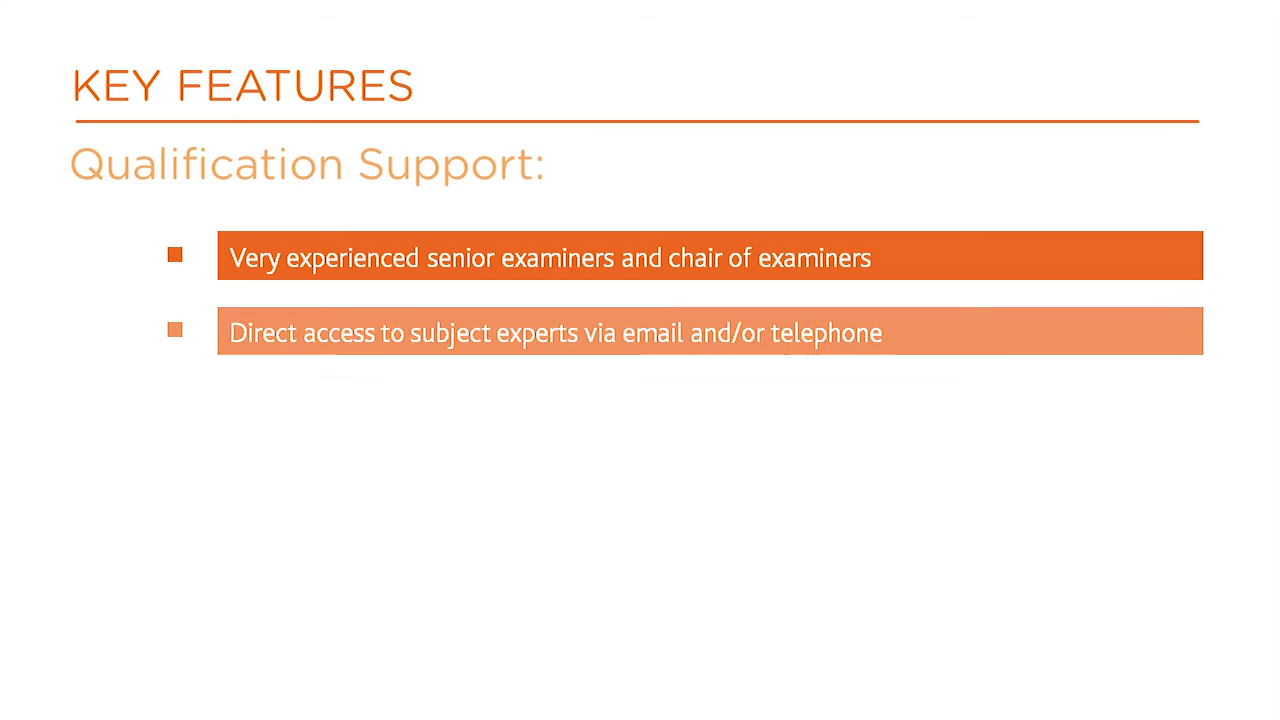 KEY FEATURES
Qualification Support:
Very experienced senior examiners and chair of examiners
Direct access to subject experts via email and/or telephone